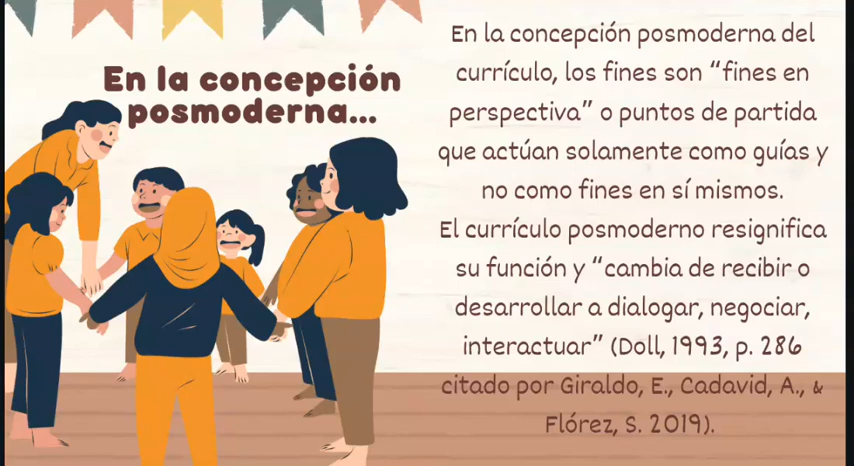 En la concepción
posmoderna...
En la concepción posmoderna del
currículo, los fines son “fines en
perspectiva” o puntos de partida
que actúan solamente como guías y
no como fines en sí mismos.
El currículo posmoderno resignifica
su función y “cambia de recibir o
desarrollar a dialogar, negociar,
interactuar” (Doll, 1993, p. 286
citado por Giraldo, E., Cadavid, A., &
Flórez, S. 2019).